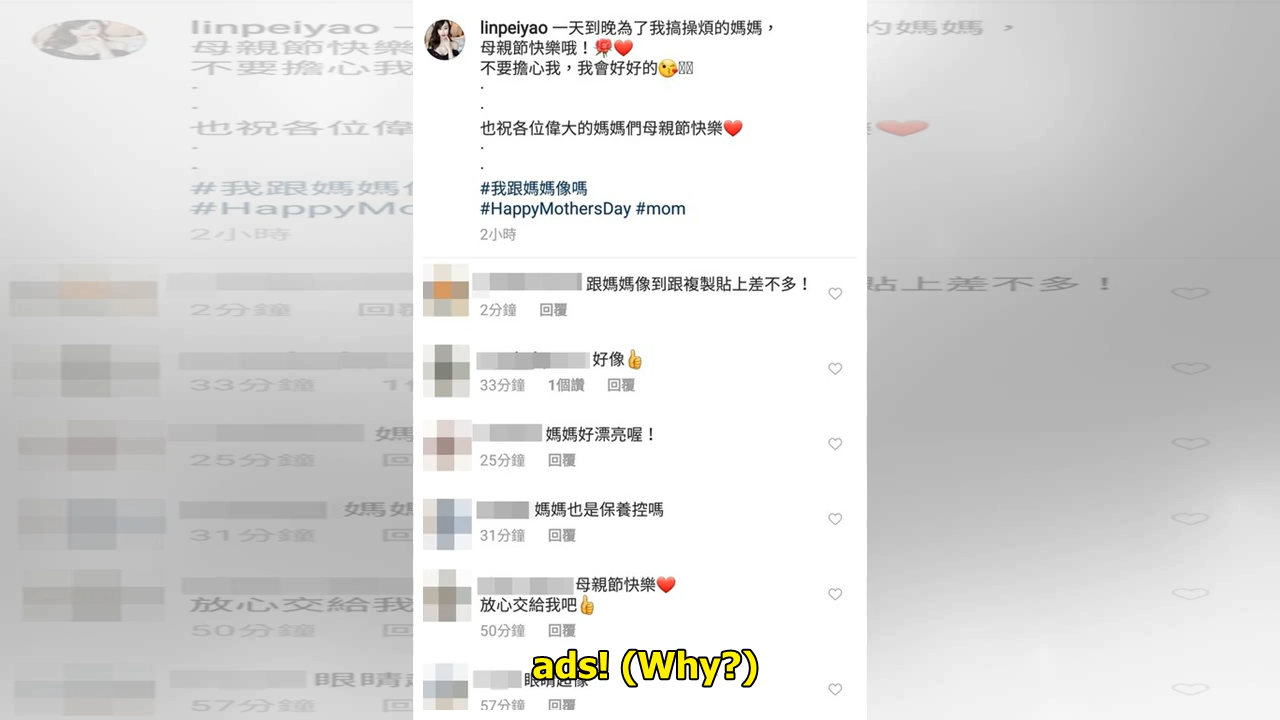 linpeiyao 一天到晚為了我搞操煩的媽媽，
母親節快樂哦！🌹❤️
不要擔心我，我會好好的😘
.
.
也祝各位偉大的媽媽們母親節快樂❤️
.
.
#我跟媽媽像嗎
#HappyMothersDay #mom
2小時
跟媽媽像到跟複製貼上差不多！
2分鐘 回覆
好像👍
33分鐘 1個讚 回覆
媽媽好漂亮喔！
25分鐘 回覆
媽媽也是保養控嗎
31分鐘 回覆
母親節快樂❤️
放心交給我吧👍
50分鐘 回覆
眼睛超像
57分鐘 回覆
ads! (Why?)